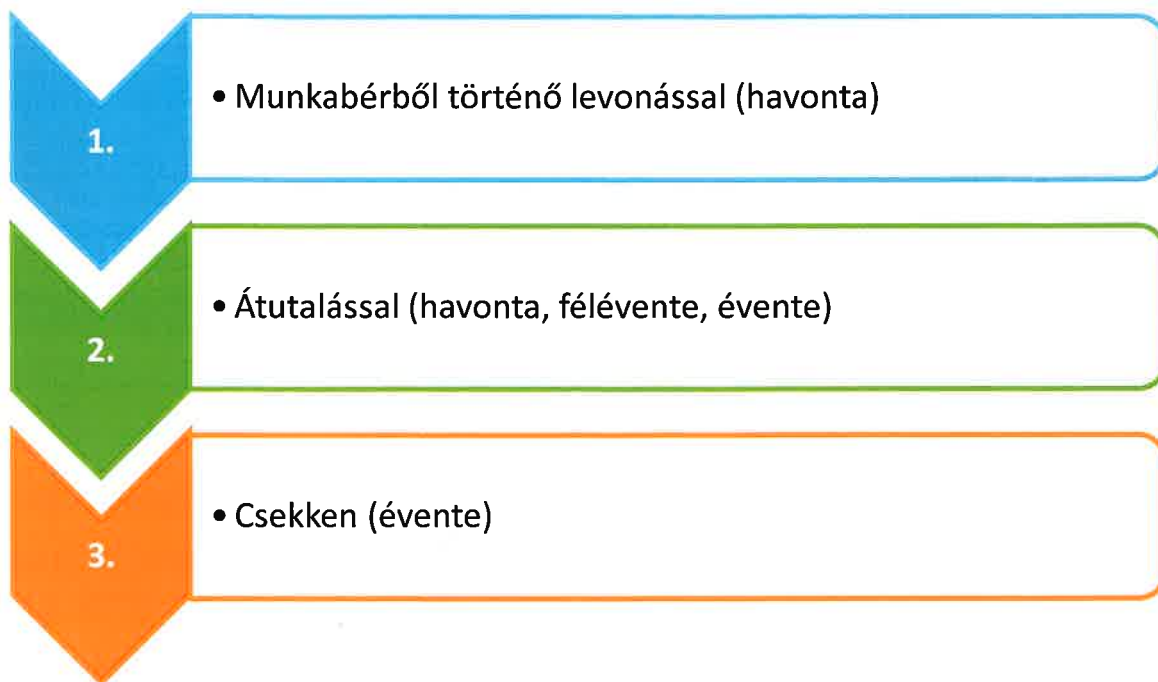 1.
• Munkabérből történő levonással (havonta)
2.
• Átutalással (havonta, félévente, évente)
3.
• Csekken (évente)